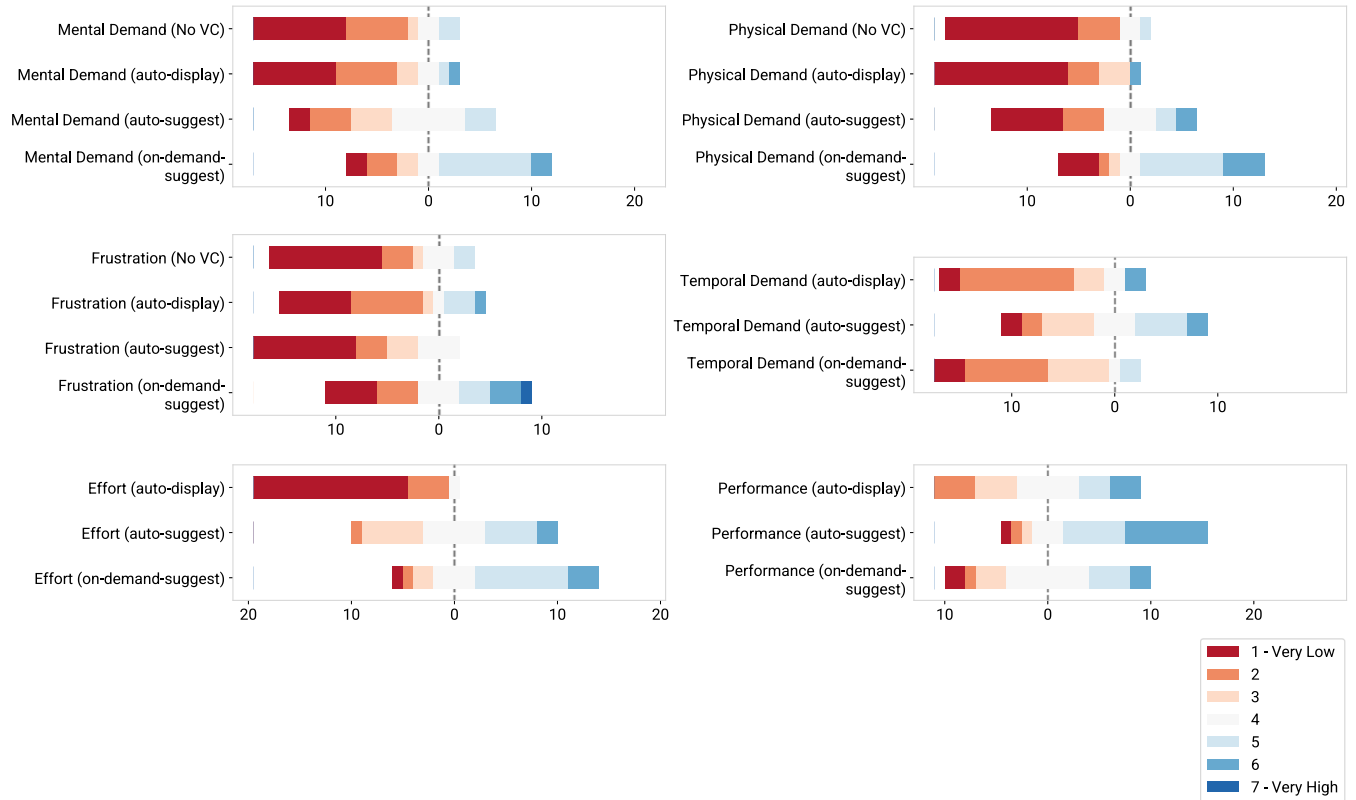 Mental Demand (No VC)
Mental Demand (auto-display)
Mental Demand (auto-suggest)
Mental Demand (on-demand-
suggest)
10 0 10 20
Physical Demand (No VC)
Physical Demand (auto-display)
Physical Demand (auto-suggest)
Physical Demand (on-demand-
suggest)
10 0 10 20
Frustration (No VC)
Frustration (auto-display)
Frustration (auto-suggest)
Frustration (on-demand-
suggest)
10 0 10
Temporal Demand (auto-display)
Temporal Demand (auto-suggest)
Temporal Demand (on-demand-
suggest)
10 0 10
Effort (auto-display)
Effort (auto-suggest)
Effort (on-demand-suggest)
20 10 0 10 20
Performance (auto-display)
Performance (auto-suggest)
Performance (on-demand-
suggest)
10 0 10 20
1 - Very Low
2
3
4
5
6
7 - Very High